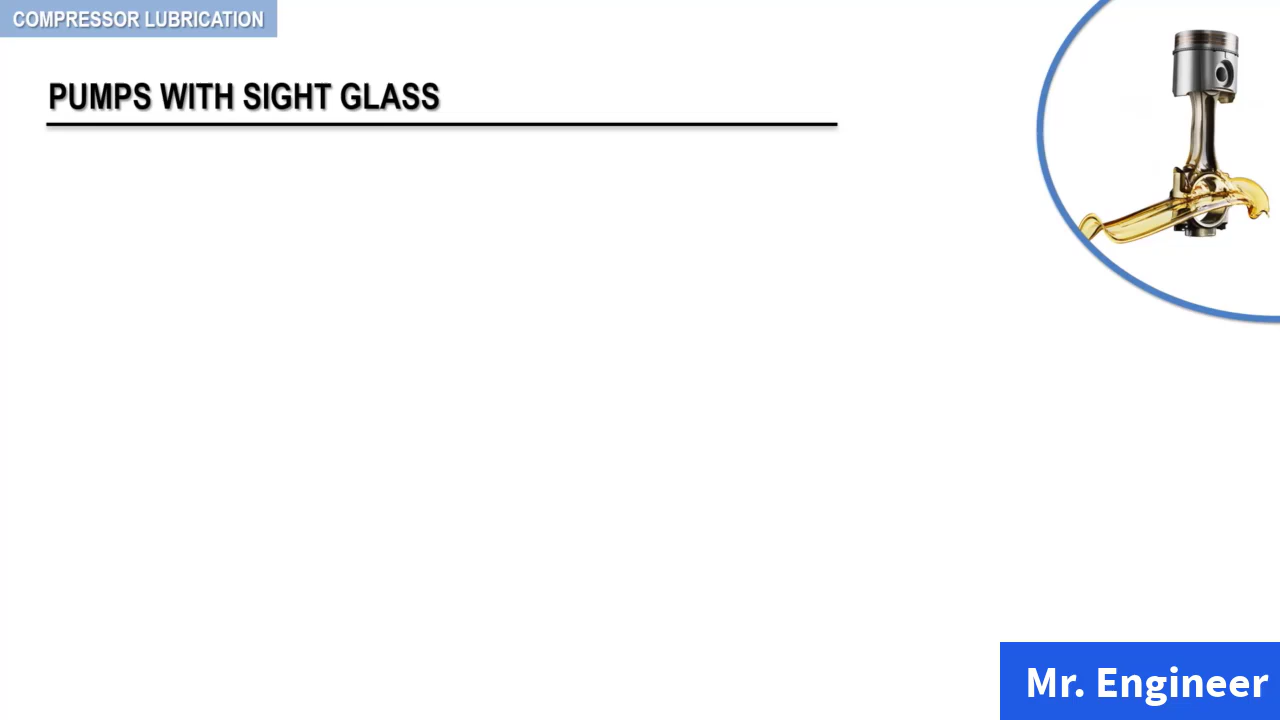 COMPRESSOR LUBRICATION
PUMPS WITH SIGHT GLASS
Mr. Engineer